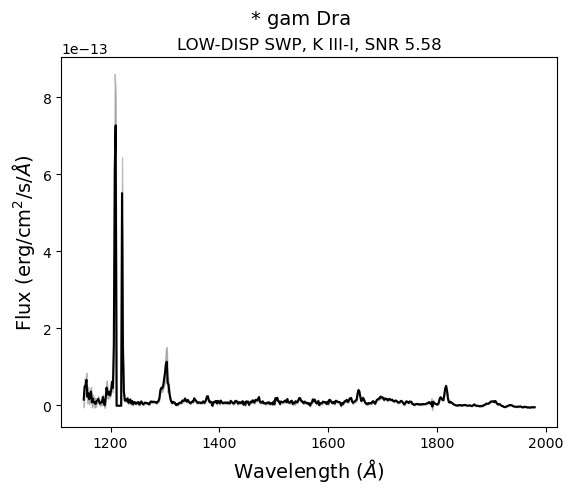 * gam Dra
LOW-DISP SWP, K III-I, SNR 5.58
1e−13
8
6
4
2
0
Flux (erg/cm²/s/Å)
1200 1400 1600 1800 2000
Wavelength (Å)